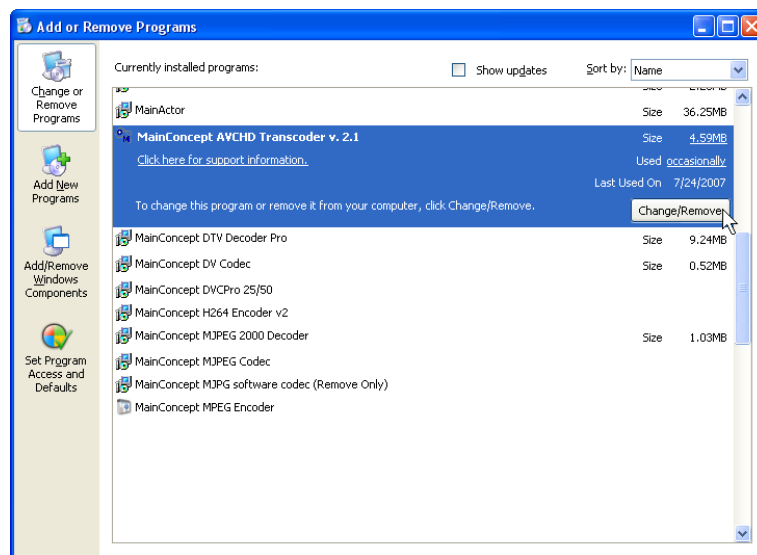 Add or Remove Programs
Change or
Remove
Programs
Currently installed programs:
Show updates
Sort by: Name
MainActor Size 36.25MB
MainConcept AVCHD Transcoder v. 2.1 Size 4.59MB
Click here for support information. Used occasionally
Last Used On 7/24/2007
To change this program or remove it from your computer, click Change/Remove. Change/Remove
Add New
Programs
MainConcept DTV Decoder Pro Size 9.24MB
MainConcept DV Codec Size 0.52MB
MainConcept DVCPro 25/50
MainConcept H264 Encoder v2
MainConcept MJPEG 2000 Decoder Size 1.03MB
MainConcept MJPEG Codec
MainConcept MJPG software codec (Remove Only)
MainConcept MPEG Encoder
Add/Remove
Windows
Components
Set Program
Access and
Defaults